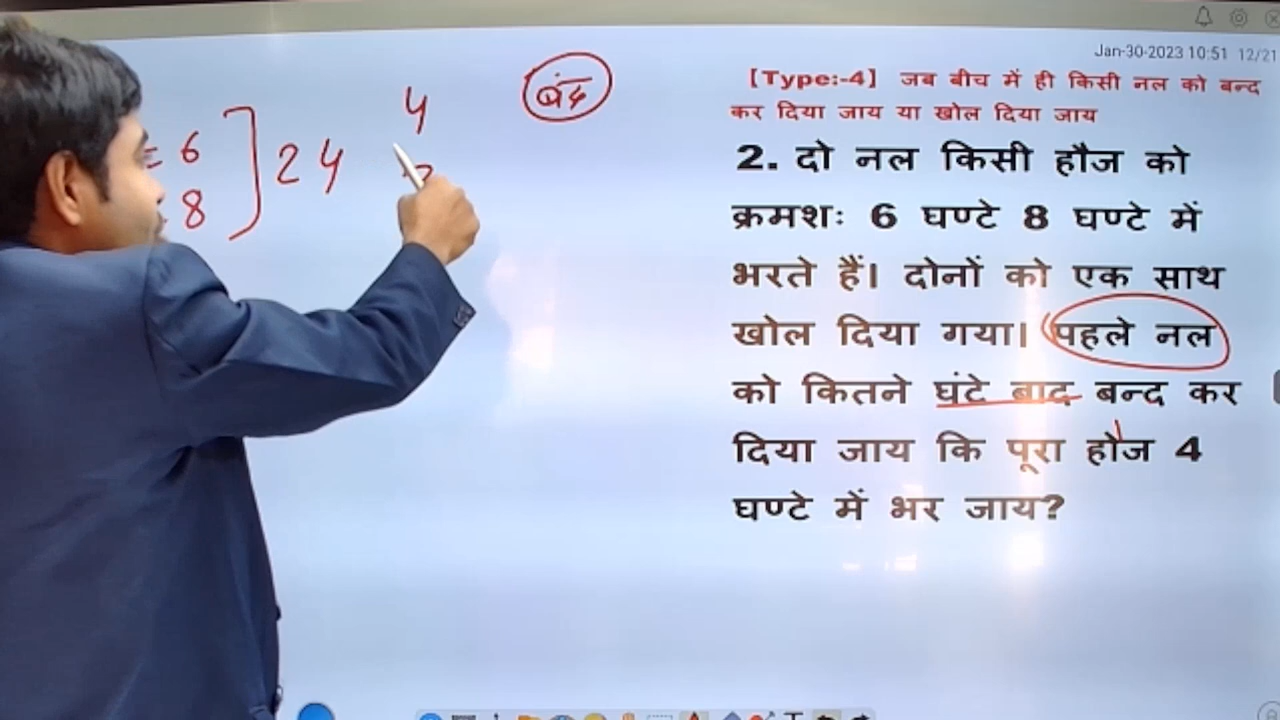 Jan-30-2023 10:51 12/21
【Type:-4】 जब बीच में ही किसी नल को बन्द
कर दिया जाय या खोल दिया जाय
2. दो नल किसी हौज को
क्रमशः 6 घण्टे 8 घण्टे में
भरते हैं। दोनों को एक साथ
खोल दिया गया। पहले नल
को कितने घंटे बाद बन्द कर
दिया जाय कि पूरा हौज 4
घण्टे में भर जाय?
बंद
= 6
8
24
4